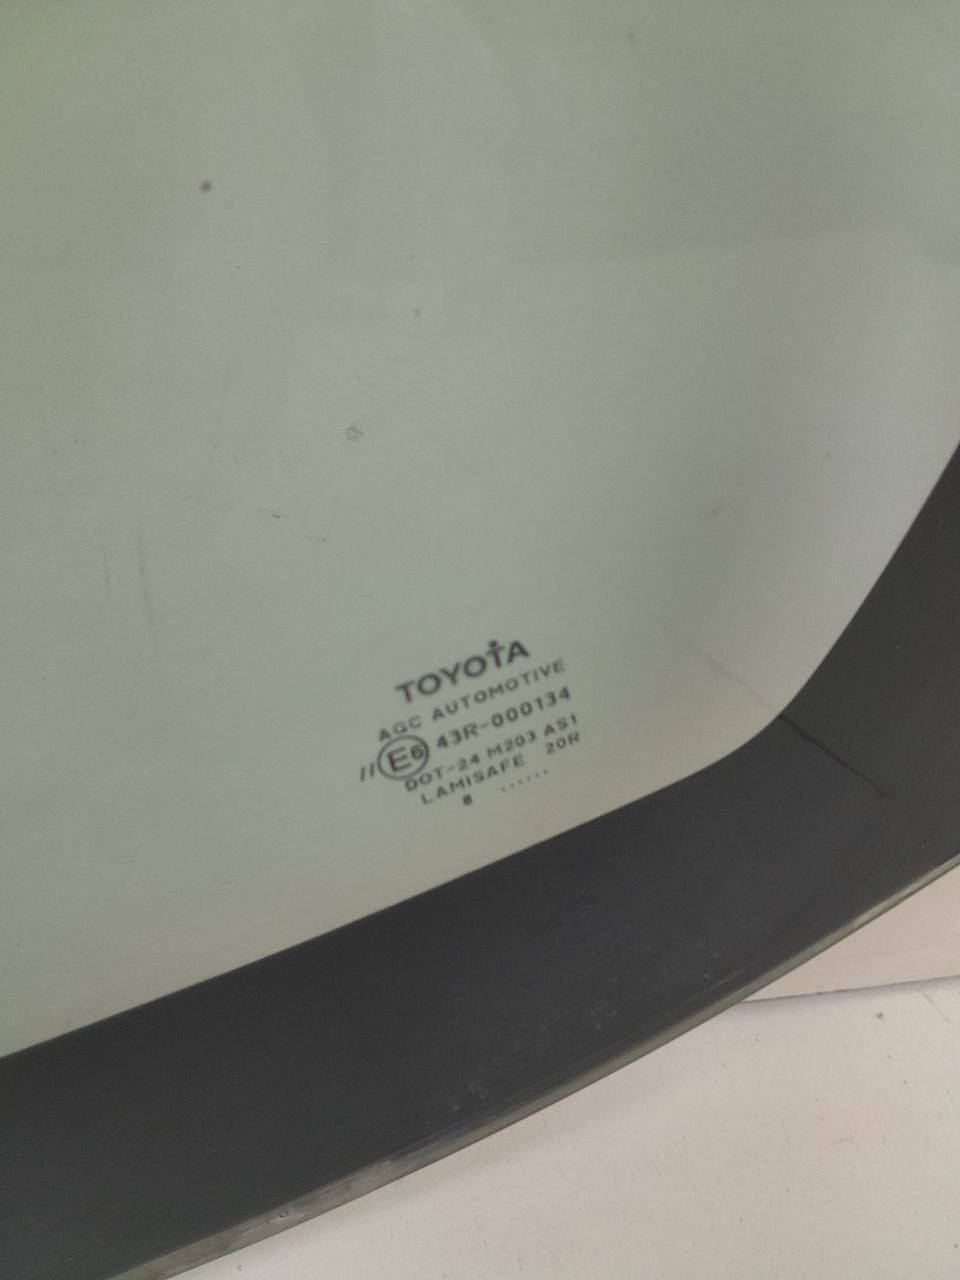 TOYOTA
AGC AUTOMOTIVE
// E6 43R-000134
DOT-24 M203 AS1
LAMISAFE 20R
8 ......